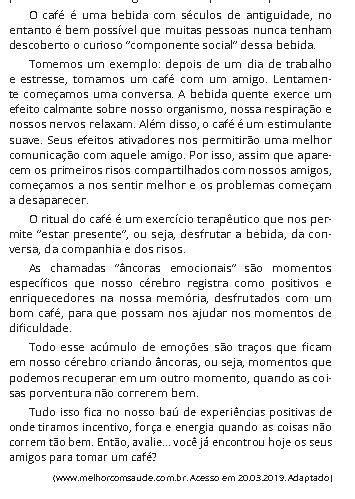 O café é uma bebida com séculos de antiguidade, no
entanto é bem possível que muitas pessoas nunca tenham
descoberto o curioso “componente social” dessa bebida.
Tomemos um exemplo: depois de um dia de trabalho
e estresse, tomamos um café com um amigo. Lentamen-
te começamos uma conversa. A bebida quente exerce um
efeito calmante sobre nosso organismo, nossa respiração e
nossos nervos relaxam. Além disso, o café é um estimulante
suave. Seus efeitos ativadores nos permitirão uma melhor
comunicação com aquele amigo. Por isso, assim que apare-
cem os primeiros risos compartilhados com nossos amigos,
começamos a nos sentir melhor e os problemas começam
a desaparecer.
O ritual do café é um exercício terapêutico que nos per-
mite “estar presente”, ou seja, desfrutar a bebida, da con-
versa, da companhia e dos risos.
As chamadas “âncoras emocionais” são momentos
específicos que nosso cérebro registra como positivos e
enriquecedores na nossa memória, desfrutados com um
bom café, para que possam nos ajudar nos momentos de
dificuldade.
Todo esse acúmulo de emoções são traços que ficam
em nosso cérebro criando âncoras, ou seja, momentos que
podemos recuperar em um outro momento, quando as coi-
sas porventura não correrem bem.
Tudo isso fica no nosso baú de experiências positivas de
onde tiramos incentivo, força e energia quando as coisas não
correm tão bem. Então, avalie... você já encontrou hoje os seus
amigos para tomar um café?
(www.melhorcomsaude.com.br. Acesso em 20.03.2019. Adaptado)